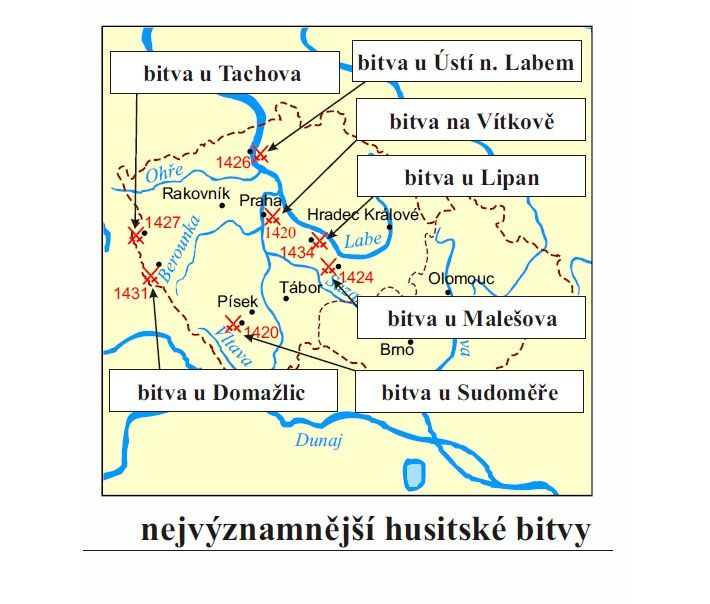 bitva u Tachova
bitva u Ústí n. Labem
bitva na Vítkově
1426
Ohře
bitva u Lipan
Rakovník
Praha
Hradec Králové
1427
1420
Labe
1434
Berounka
1431
1424
Olomouc
Tábor
Písek
1420
bitva u Malešova
Vltava
Brno
bitva u Domažlic
bitva u Sudoměře
Dunaj
nejvýznamnější husitské bitvy